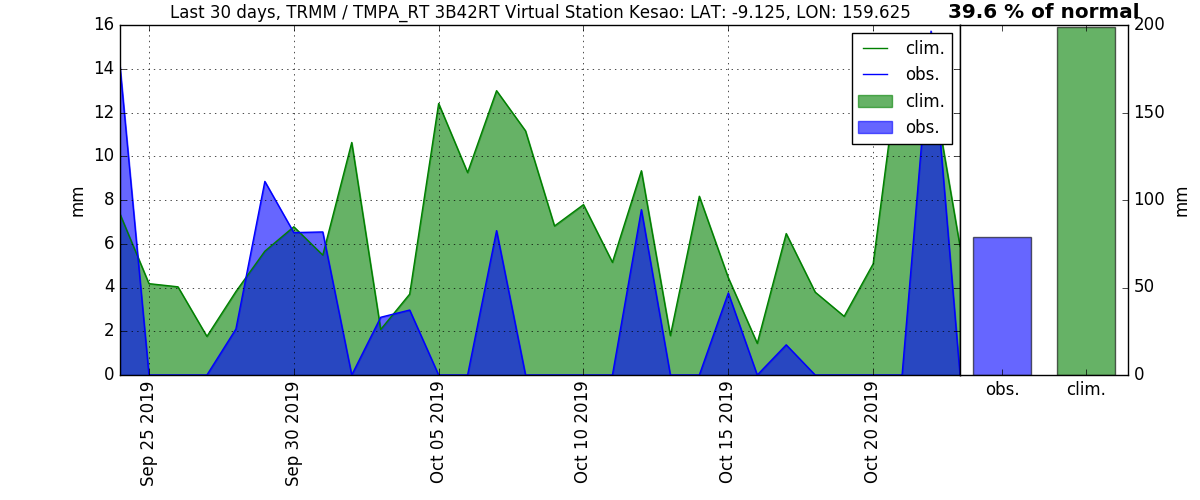 Last 30 days, TRMM / TMPA_RT 3B42RT Virtual Station Kesao: LAT: -9.125, LON: 159.625
39.6 % of normal
16
14
12
10
8
6
4
2
0
mm
clim.
obs.
clim.
obs.
200
150
100
50
0
mm
Sep 25 2019
Sep 30 2019
Oct 05 2019
Oct 10 2019
Oct 15 2019
Oct 20 2019
obs.
clim.